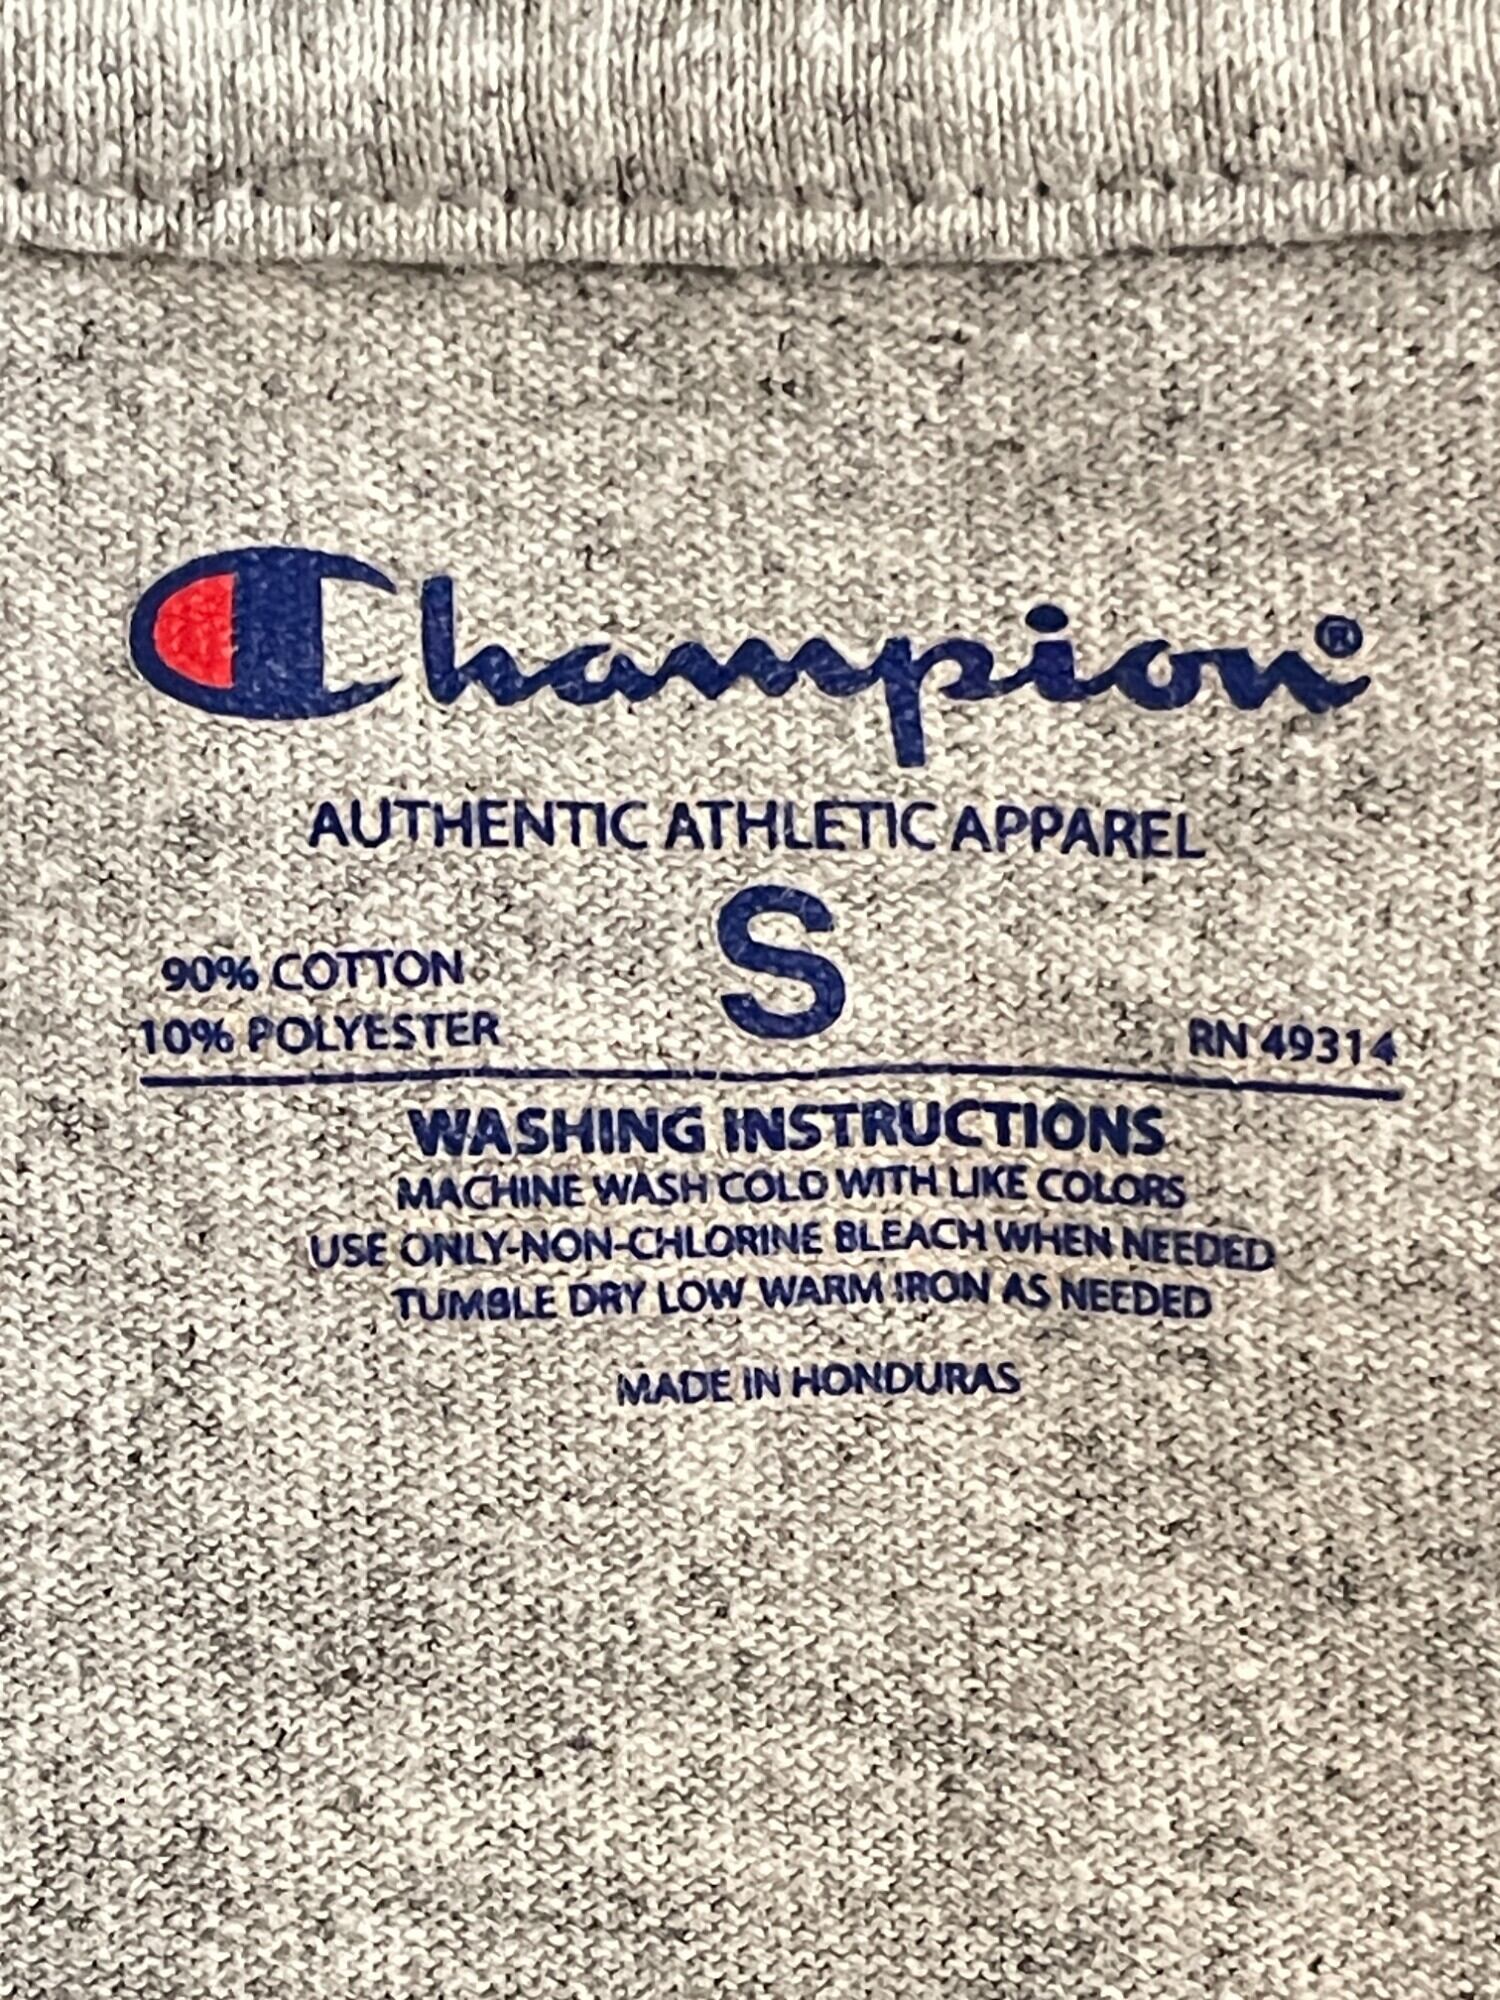 Champion®
AUTHENTIC ATHLETIC APPAREL
S
90% COTTON
10% POLYESTER
RN 49314
WASHING INSTRUCTIONS
MACHINE WASH COLD WITH LIKE COLORS
USE ONLY-NON-CHLORINE BLEACH WHEN NEEDED
TUMBLE DRY LOW WARM IRON AS NEEDED
MADE IN HONDURAS